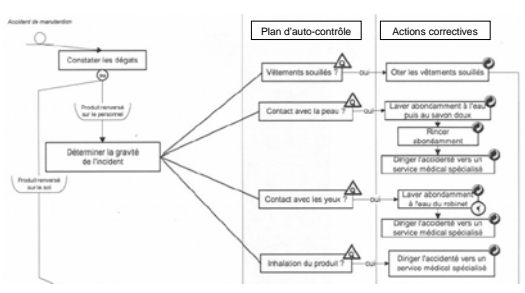 Accident de manutention
Plan d'auto-contrôle
Actions correctives
Constater les dégats
ou
Produit renversé
sur le personnel
Déterminer la gravité
de l'incident
Produit renversé
sur le sol
Vêtements souillés ?
oui
Oter les vêtements souillés
Contact avec la peau ?
oui
Laver abondamment à l'eau
puis au savon doux
Rincer
abondamment
Diriger l'accidenté vers un
service médical spécialisé
Contact avec les yeux ?
oui
Laver abondamment
à l'eau du robinet
Diriger l'accidenté vers un
service médical spécialisé
Inhalation du produit ?
oui
Diriger l'accidenté vers un
service médical spécialisé